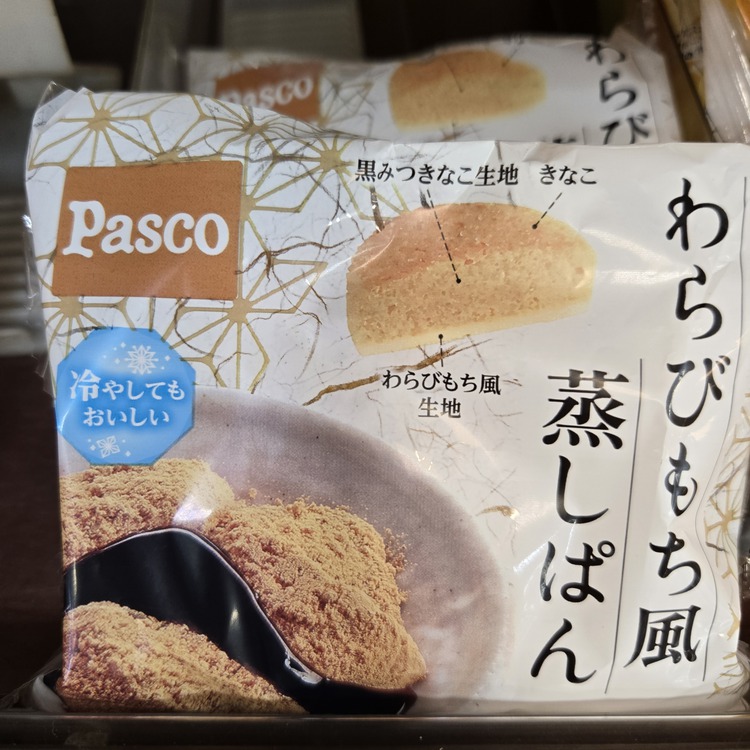 Pasco
わらび
黒みつきなこ生地 きなこ
Pasco
わらびもち風
蒸しぱん
わらびもち風
生地
冷やしても
おいしい